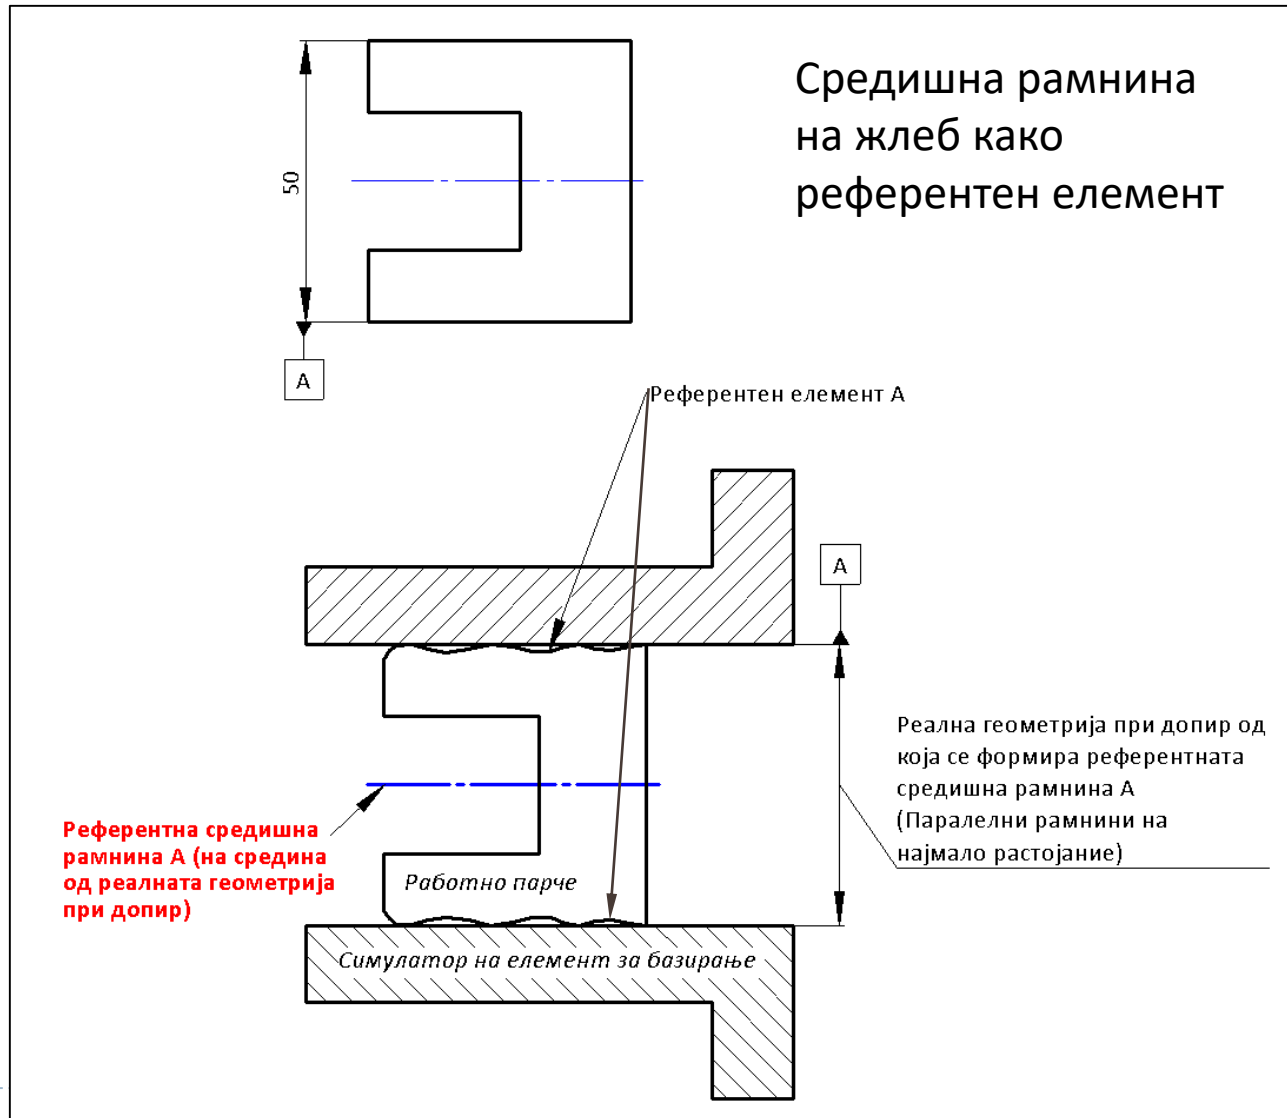 Средишна рамнина
на жлеб како
референтен елемент
50
А
Референтен елемент А
А
Реална геометрија при допир од
која се формира референтната
средишна рамнина А
(Паралелни рамнини на
најмало растојание)
Референтна средишна
рамнина А (на средина
од реалната геометрија
при допир)
Работно парче
Симулатор на елемент за базирање